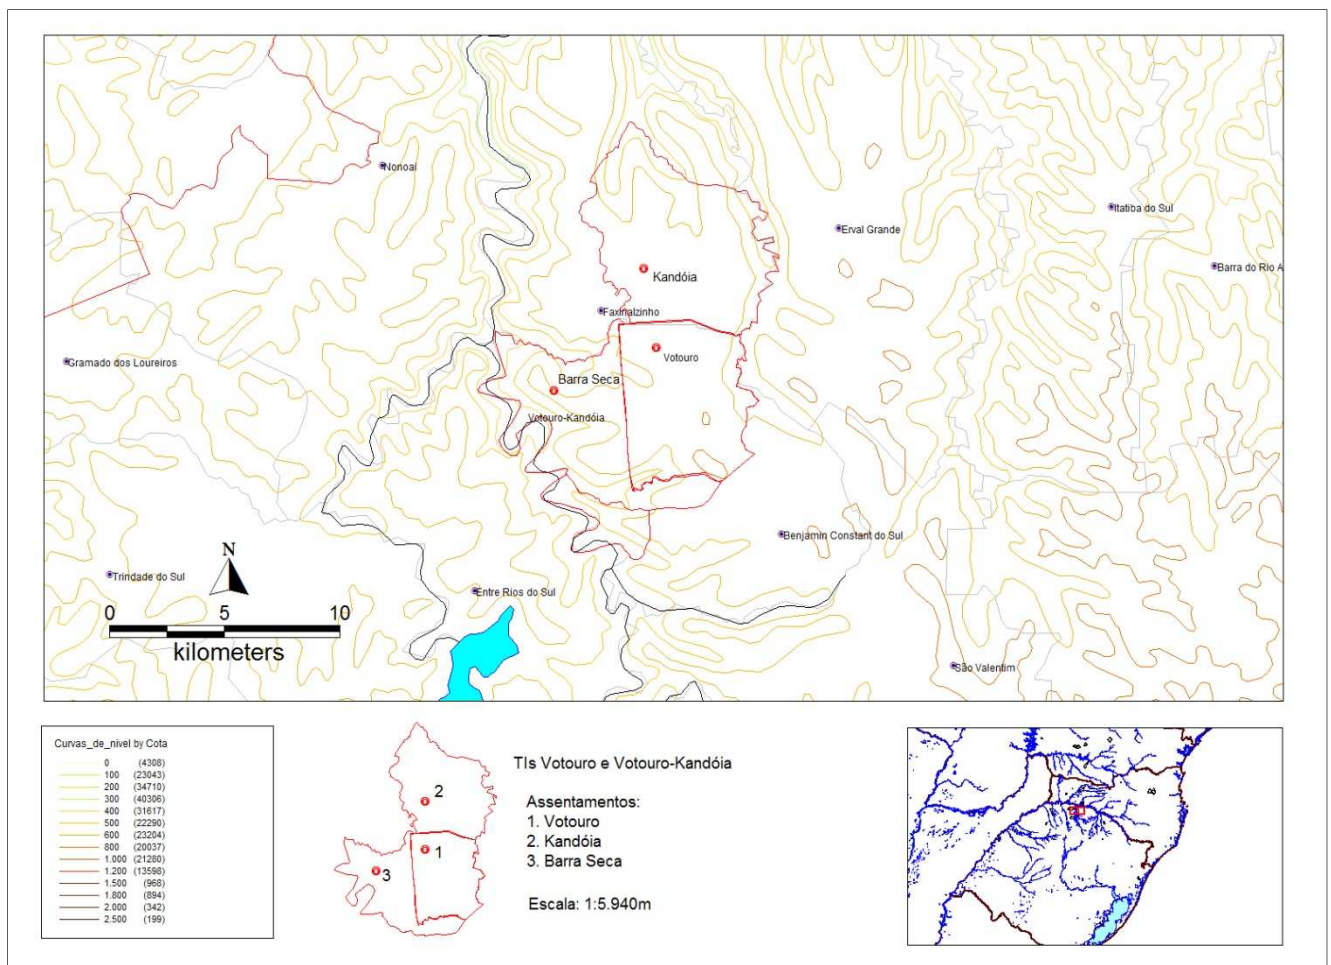 Nonoai
Itatiba do Sul
Erval Grande
Barra do Rio A
Kandóia
Faxinalzinho
Votouro
Gramado dos Loureiros
Barra Seca
Votouro-Kandóia
Benjamin Constant do Sul
N
Trindade do Sul
Entre Rios do Sul
0 5 10
kilometers
São Valentim
Curvas_de_nivel by Cota
0 (4308)
100 (23043)
200 (34710)
300 (40306)
400 (31617)
500 (22290)
600 (23204)
800 (20037)
1.000 (21280)
1.200 (13598)
1.500 (968)
1.800 (894)
2.000 (342)
2.500 (199)
2
1
3
TIs Votouro e Votouro-Kandóia
Assentamentos:
1. Votouro
2. Kandóia
3. Barra Seca
Escala: 1:5.940m